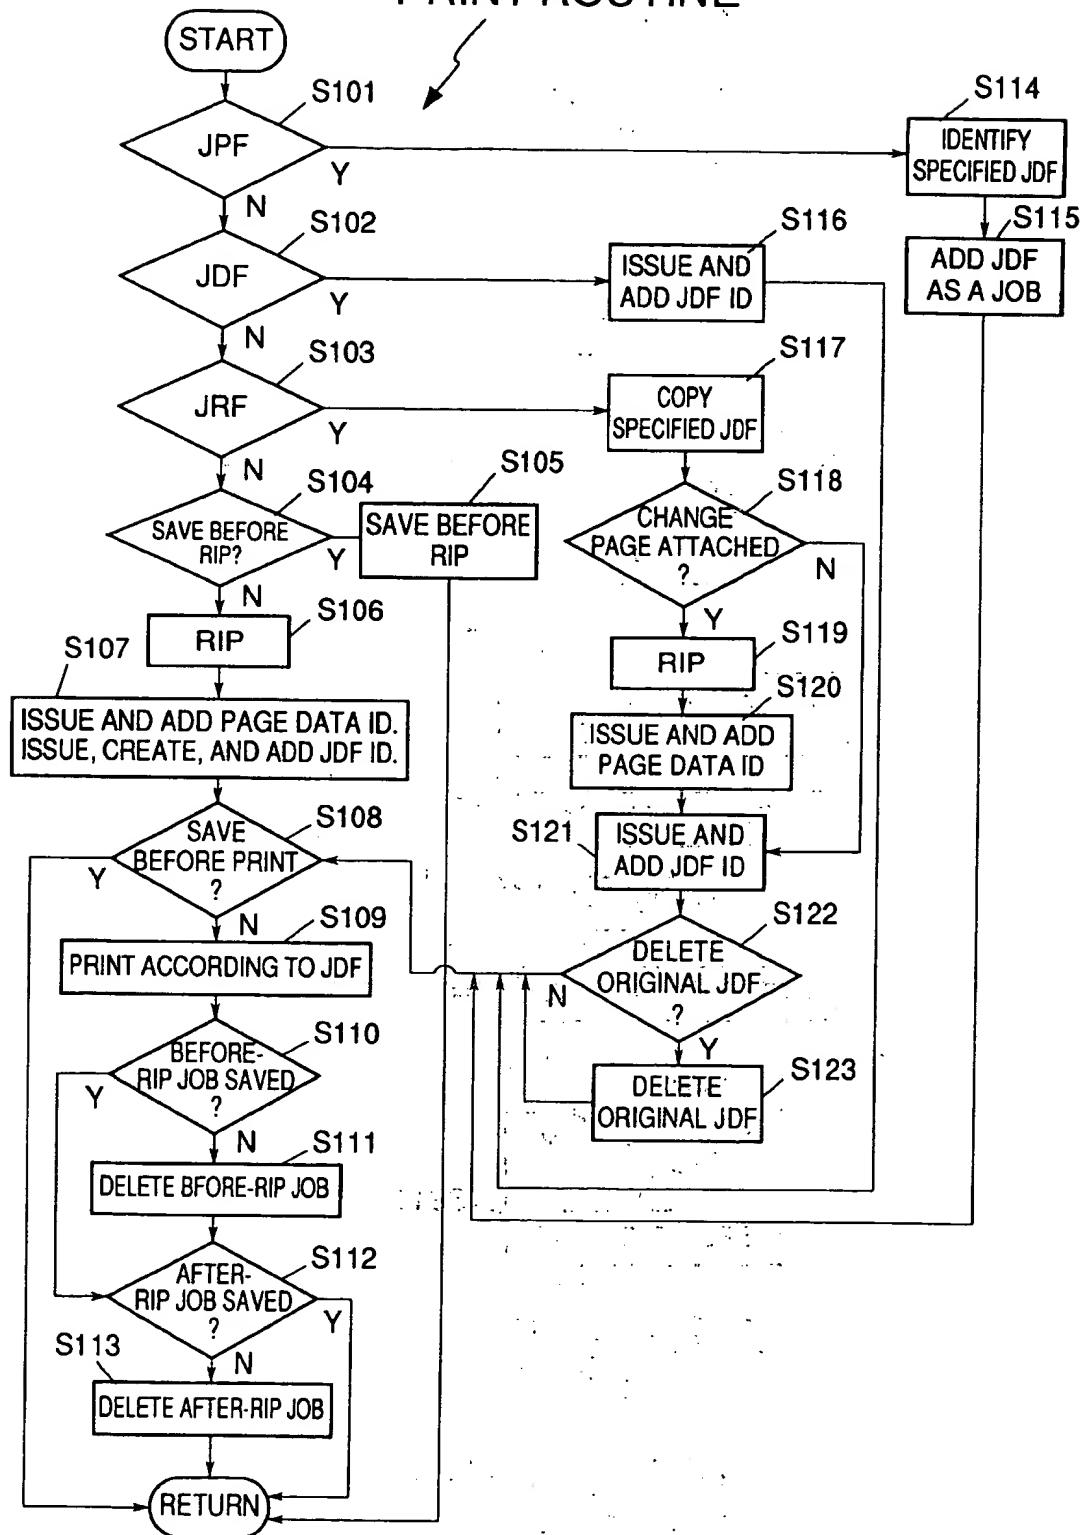 PRINT ROUTINE
START
S101
JPF
Y
N
S114
IDENTIFY
SPECIFIED JDF
S115
ADD JDF
AS A JOB
S102
JDF
Y
N
S116
ISSUE AND
ADD JDF ID
S103
JRF
Y
N
S117
COPY
SPECIFIED JDF
S104
SAVE BEFORE
RIP?
Y
N
S105
SAVE BEFORE
RIP
S118
CHANGE
PAGE ATTACHED
?
N
Y
S106
RIP
S119
RIP
S107
ISSUE AND ADD PAGE DATA ID.
ISSUE, CREATE, AND ADD JDF ID.
S120
ISSUE AND ADD
PAGE DATA ID
S108
SAVE
BEFORE PRINT
?
Y
N
S121
ISSUE AND
ADD JDF ID
S109
PRINT ACCORDING TO JDF
S122
DELETE
ORIGINAL JDF
?
N
Y
S110
BEFORE-
RIP JOB SAVED
?
Y
N
S123
DELETE
ORIGINAL JDF
S111
DELETE BFORE-RIP JOB
S112
AFTER-
RIP JOB SAVED
?
Y
N
S113
DELETE AFTER-RIP JOB
RETURN